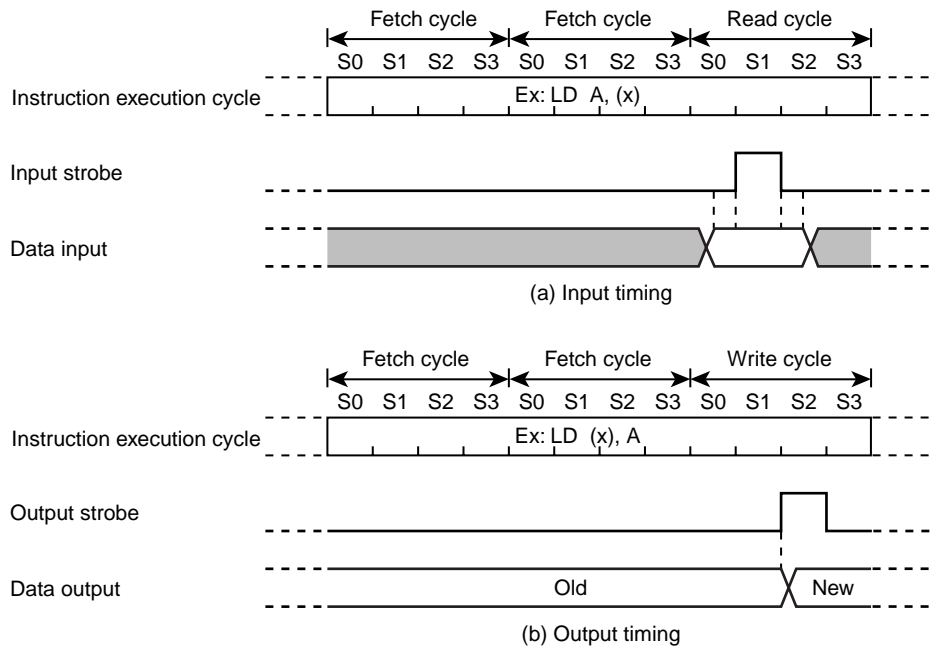 Fetch cycle Fetch cycle Read cycle
S0 S1 S2 S3 S0 S1 S2 S3 S0 S1 S2 S3
Instruction execution cycle Ex: LD A, (x)
Input strobe
Data input
(a) Input timing
Fetch cycle Fetch cycle Write cycle
S0 S1 S2 S3 S0 S1 S2 S3 S0 S1 S2 S3
Instruction execution cycle Ex: LD (x), A
Output strobe
Data output Old New
(b) Output timing